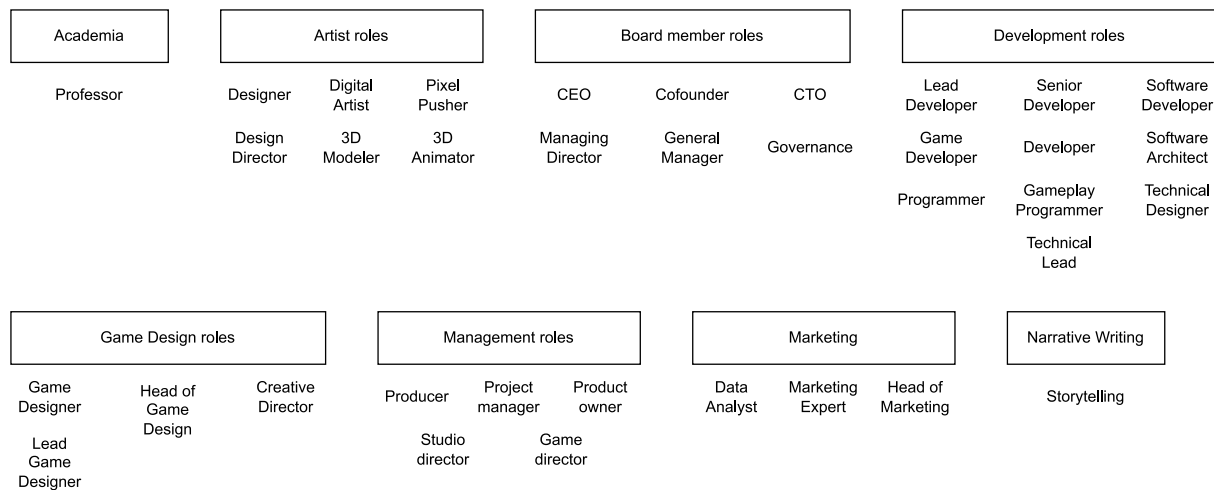 Academia
Artist roles
Board member roles
Development roles
Professor
Designer
Digital
Artist
Pixel
Pusher
Design
Director
3D
Modeler
3D
Animator
CEO
Cofounder
CTO
Managing
Director
General
Manager
Governance
Lead
Developer
Senior
Developer
Software
Developer
Game
Developer
Developer
Software
Architect
Programmer
Gameplay
Programmer
Technical
Designer
Technical
Lead
Game Design roles
Management roles
Marketing
Narrative Writing
Game
Designer
Head of
Game
Design
Creative
Director
Lead
Game
Designer
Producer
Project
manager
Product
owner
Studio
director
Game
director
Data
Analyst
Marketing
Expert
Head of
Marketing
Storytelling